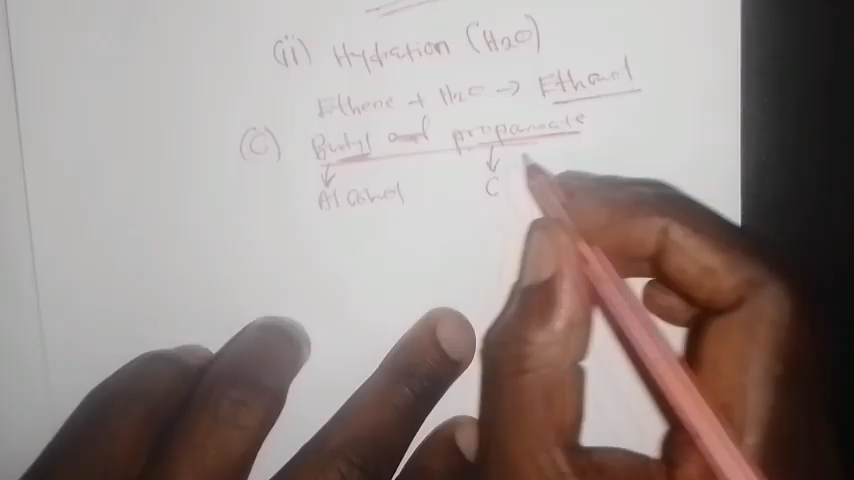 (ii) Hydration (H2O)
Ethene + H2O -> Ethanol
(C) Butyl and propanoate
Alcohol C